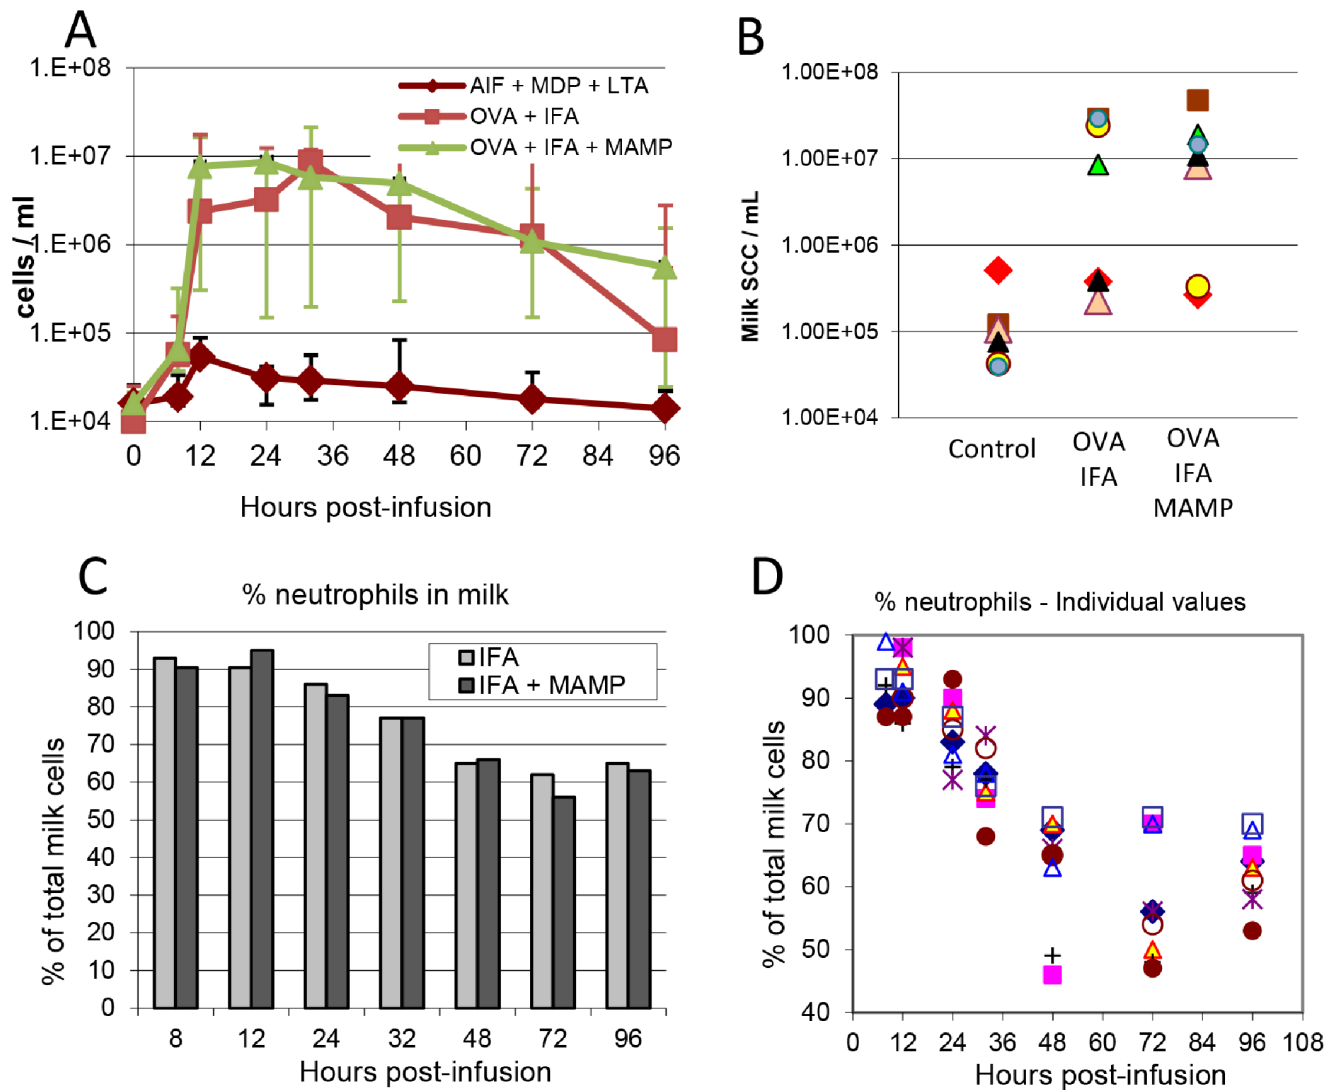 A
1.E+08
1.E+07
1.E+06
1.E+05
1.E+04
cells / ml
AIF + MDP + LTA
OVA + IFA
OVA + IFA + MAMP
0 12 24 36 48 60 72 84 96
Hours post-infusion
B
1.00E+08
1.00E+07
1.00E+06
1.00E+05
1.00E+04
Milk SCC / mL
Control
OVA
IFA
OVA
IFA
MAMP
C
% neutrophils in milk
100
90
80
70
60
50
40
30
20
10
0
% of total milk cells
IFA
IFA + MAMP
8 12 24 32 48 72 96
Hours post-infusion
D
% neutrophils - Individual values
100
90
80
70
60
50
40
% of total milk cells
0 12 24 36 48 60 72 84 96 108
Hours post-infusion